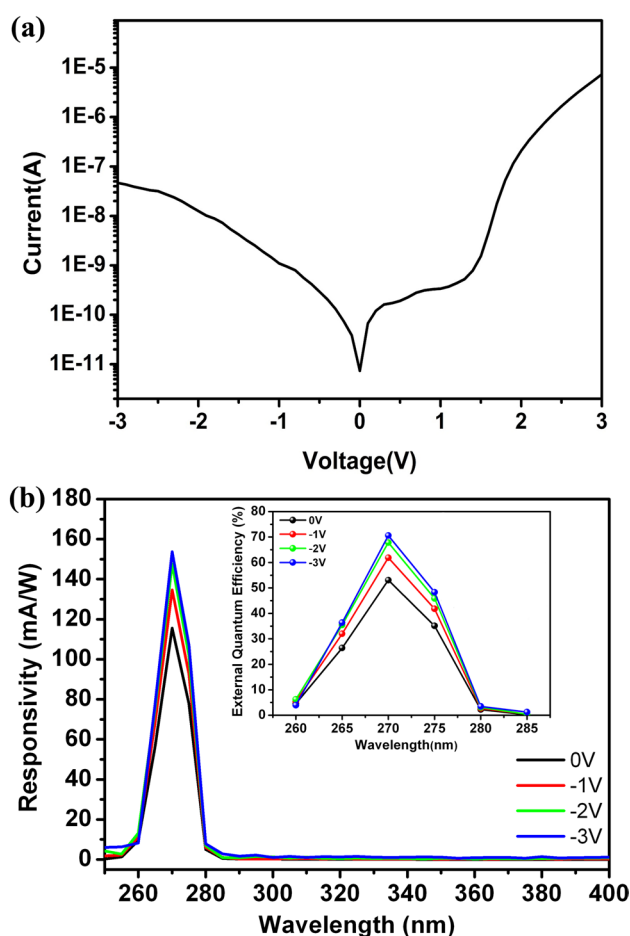 (a)
1E-5
1E-6
1E-7
1E-8
1E-9
1E-10
1E-11
Current(A)
-3 -2 -1 0 1 2 3
Voltage(V)
(b)
180
160
140
120
100
80
60
40
20
0
Responsivity (mA/W)
260 280 300 320 340 360 380 400
Wavelength (nm)
0V
-1V
-2V
-3V
80
70
60
50
40
30
20
10
0
External Quantum Efficiency (%)
0V
-1V
-2V
-3V
260 265 270 275 280 285
Wavelength(nm)